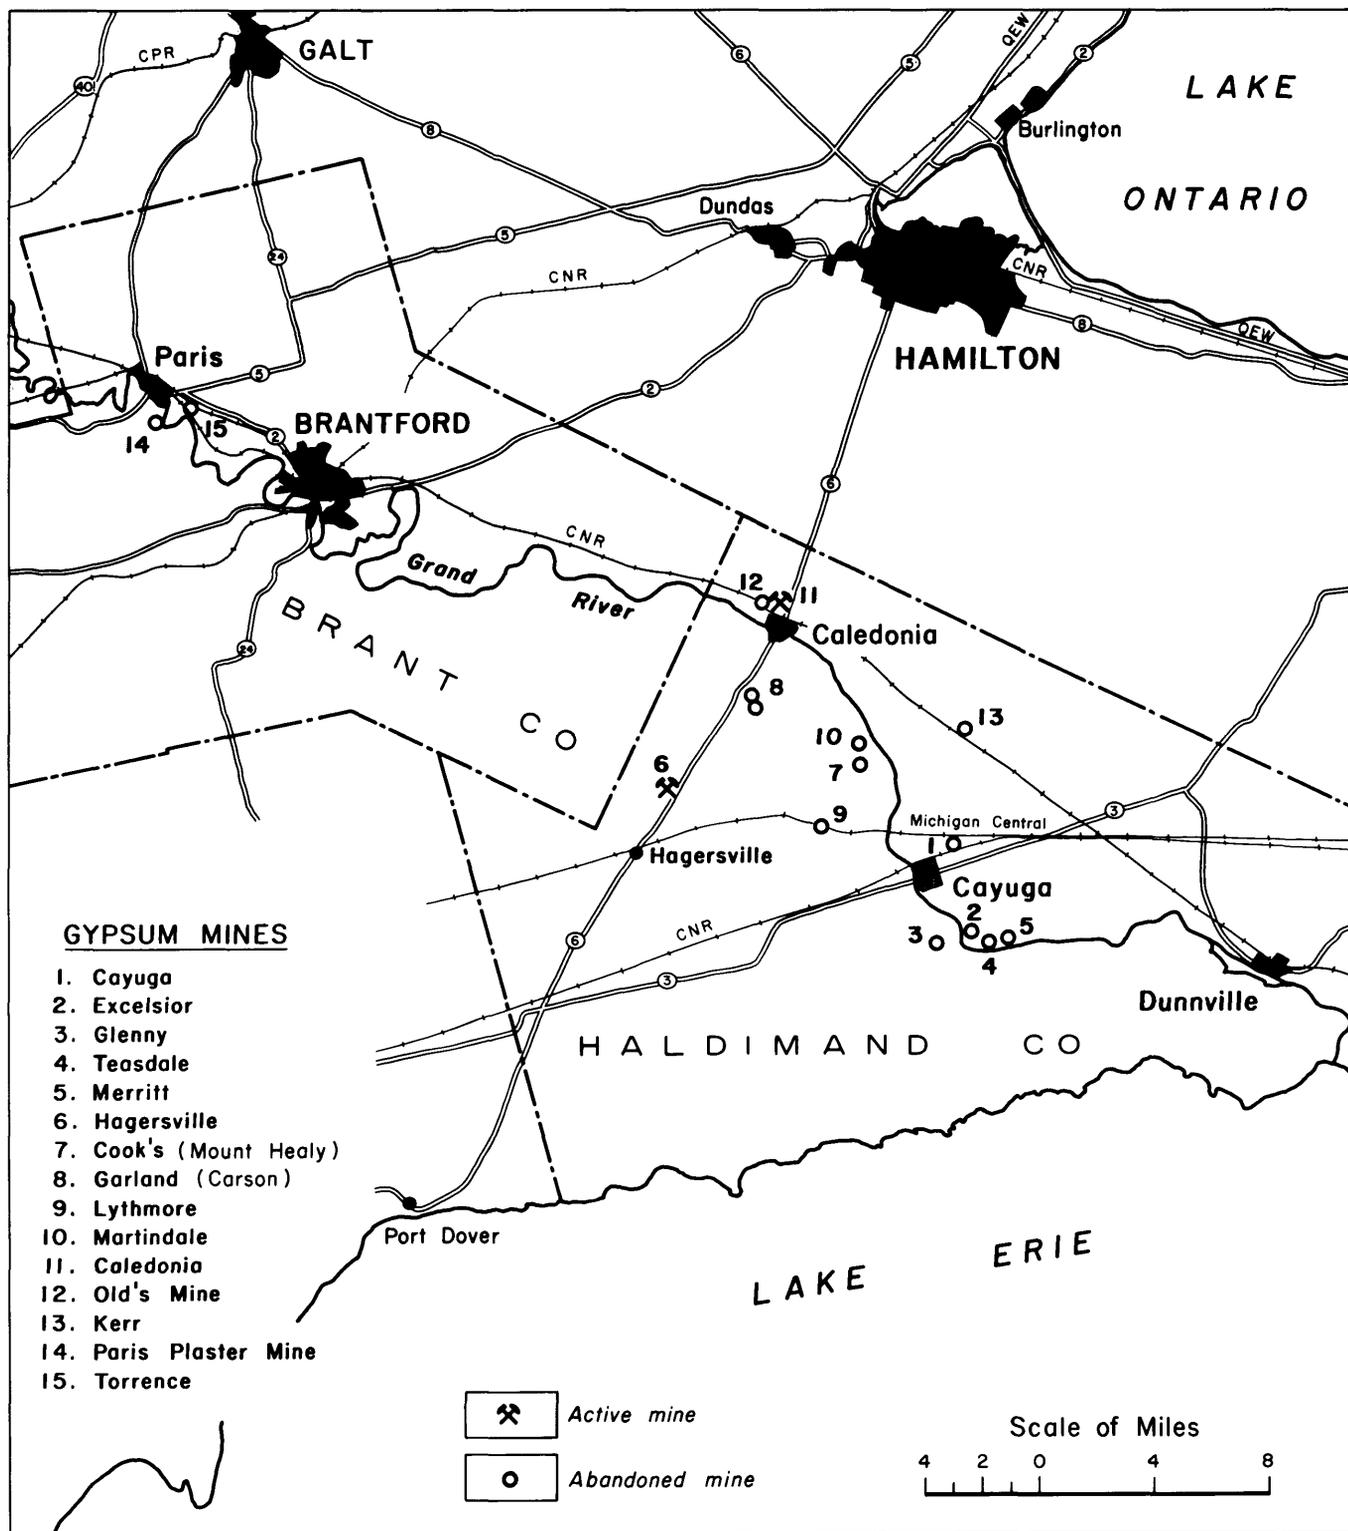 GALT
CPR
401
6
5
QEW
2
LAKE
8
Burlington
ONTARIO
Dundas
5
24
CNR
CNR
8
QEW
HAMILTON
Paris
5
2
14
15
2
BRANTFORD
6
CNR
Grand
River
12
11
Caledonia
BRANT CO
24
8
13
10
7
6
9
Michigan Central
3
1
Hagersville
Cayuga
CNR
2
3
5
4
6
3
Dunnville
HALDIMAND CO
Port Dover
LAKE ERIE
GYPSUM MINES
1. Cayuga
2. Excelsior
3. Glenny
4. Teasdale
5. Merritt
6. Hagersville
7. Cook's (Mount Healy)
8. Garland (Carson)
9. Lythmore
10. Martindale
11. Caledonia
12. Old's Mine
13. Kerr
14. Paris Plaster Mine
15. Torrence
Active mine
Abandoned mine
Scale of Miles
4 2 0 4 8